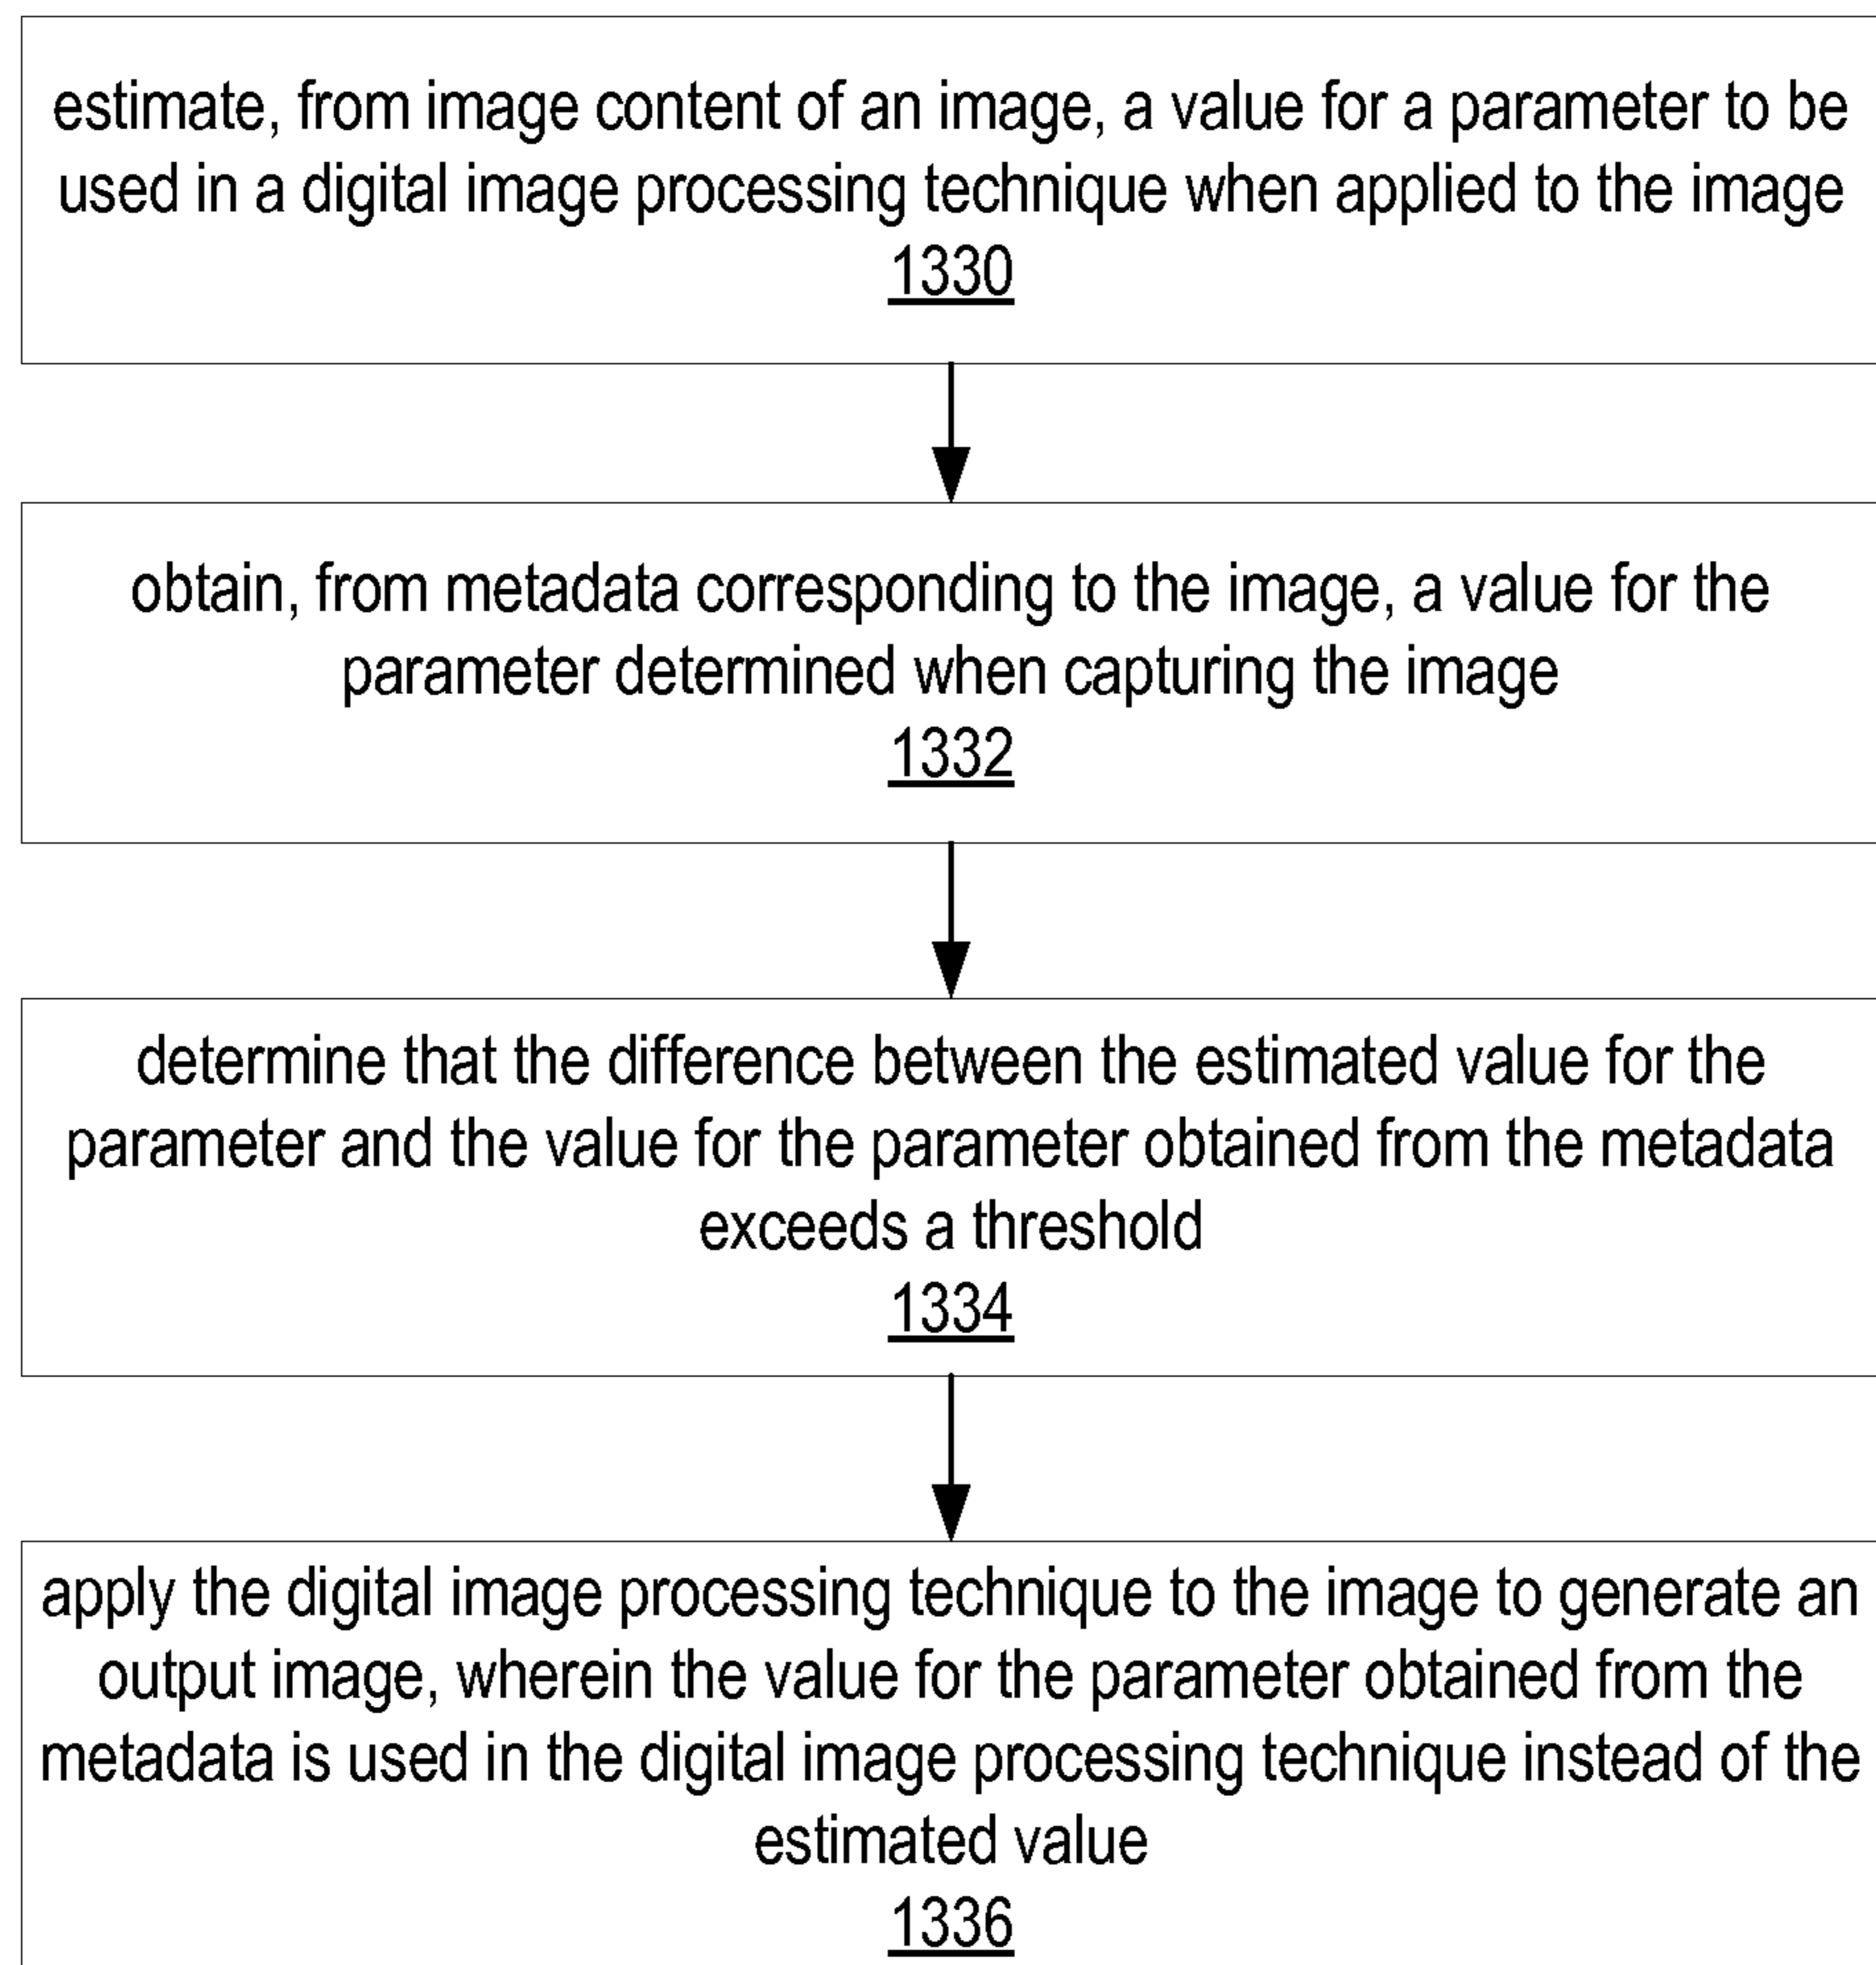 estimate, from image content of an image, a value for a parameter to be
used in a digital image processing technique when applied to the image
1330
obtain, from metadata corresponding to the image, a value for the
parameter determined when capturing the image
1332
determine that the difference between the estimated value for the
parameter and the value for the parameter obtained from the metadata
exceeds a threshold
1334
apply the digital image processing technique to the image to generate an
output image, wherein the value for the parameter obtained from the
metadata is used in the digital image processing technique instead of the
estimated value
1336